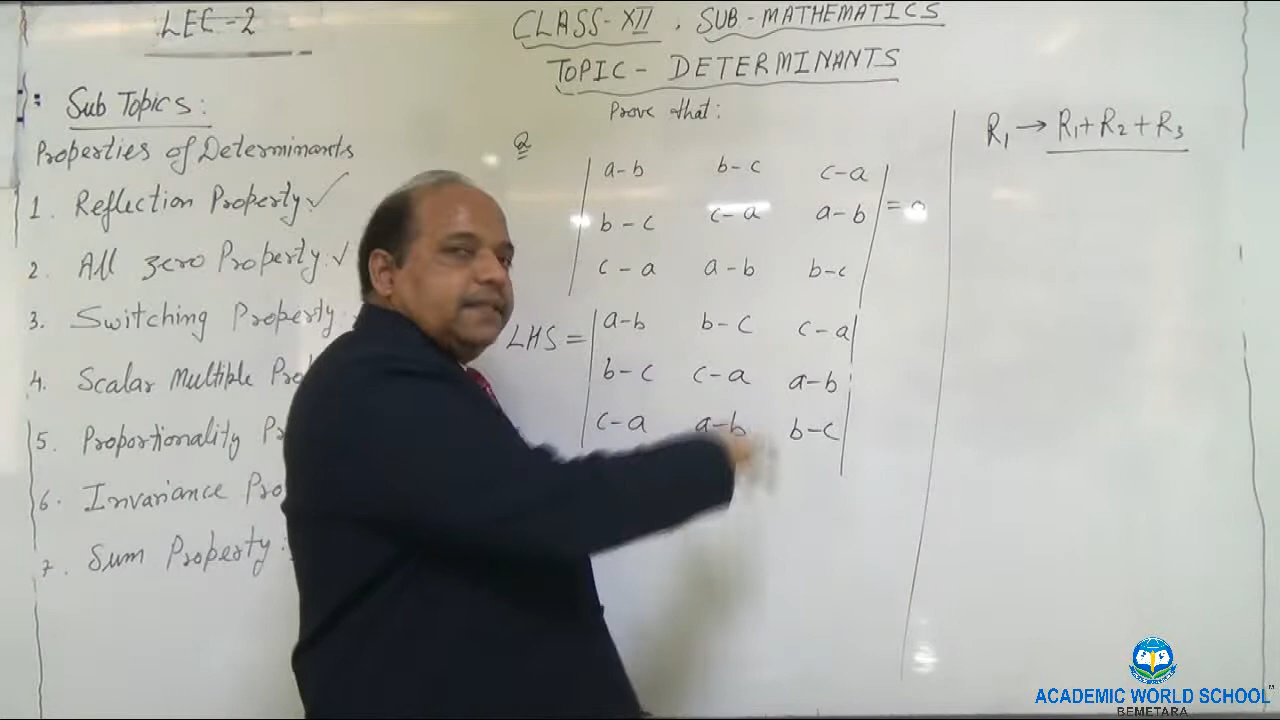 LEC-2
CLASS-XII, SUB-MATHEMATICS
TOPIC- DETERMINANTS
Sub Topics:
Properties of Determinants
1. Reflection Property ✓
2. All zero Property. ✓
3. Switching Property
4. Scalar Multiple
5. Proportionality
6. Invariance
7. Sum Property.
Prove that:
Q
a-b b-c c-a
b-c c-a a-b =
c-a a-b b-c
LHS = a-b b-c c-a
b-c c-a a-b
c-a a-b b-c
R₁ → R₁+R₂+R₃
ACADEMIC WORLD SCHOOL™
BEMETARA